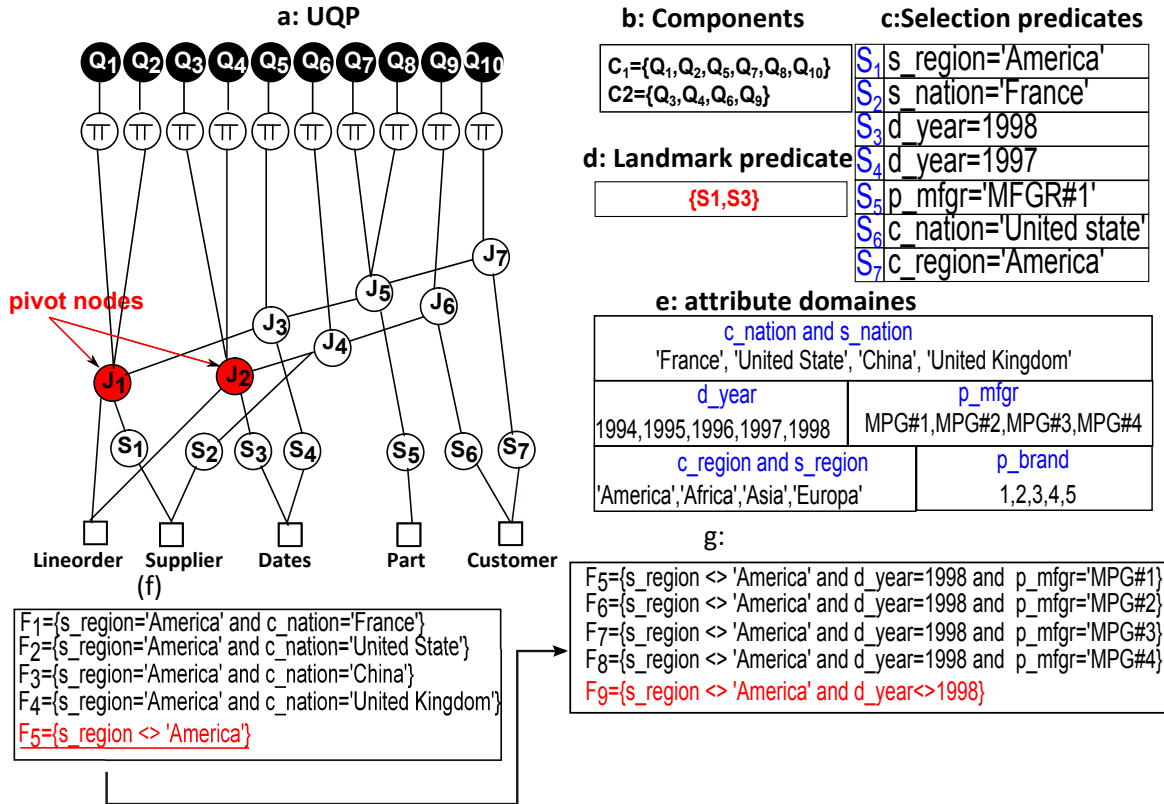 a: UQP
Q1 Q2 Q3 Q4 Q5 Q6 Q7 Q8 Q9 Q10
π π π π π π π π π π
J7
J5 J6
pivot nodes
J3 J4
J1 J2
S1 S2 S3 S4 S5 S6 S7
Lineorder Supplier Dates Part Customer
b: Components
C1={Q1,Q2,Q5,Q7,Q8,Q10}
C2={Q3,Q4,Q6,Q9}
c:Selection predicates
S1 s_region='America'
S2 s_nation='France'
S3 d_year=1998
S4 d_year=1997
S5 p_mfgr='MFGR#1'
S6 c_nation='United state'
S7 c_region='America'
d: Landmark predicate
{S1,S3}
e: attribute domaines
c_nation and s_nation
'France', 'United State', 'China', 'United Kingdom'
d_year
1994,1995,1996,1997,1998
p_mfgr
MPG#1,MPG#2,MPG#3,MPG#4
c_region and s_region
'America','Africa','Asia','Europa'
p_brand
1,2,3,4,5
(f)
F1={s_region='America' and c_nation='France'}
F2={s_region='America' and c_nation='United State'}
F3={s_region='America' and c_nation='China'}
F4={s_region='America' and c_nation='United Kingdom'}
F5={s_region <> 'America'}
g:
F5={s_region <> 'America' and d_year=1998 and p_mfgr='MPG#1}
F6={s_region <> 'America' and d_year=1998 and p_mfgr='MPG#2}
F7={s_region <> 'America' and d_year=1998 and p_mfgr='MPG#3}
F8={s_region <> 'America' and d_year=1998 and p_mfgr='MPG#4}
F9={s_region <> 'America' and d_year<>1998}